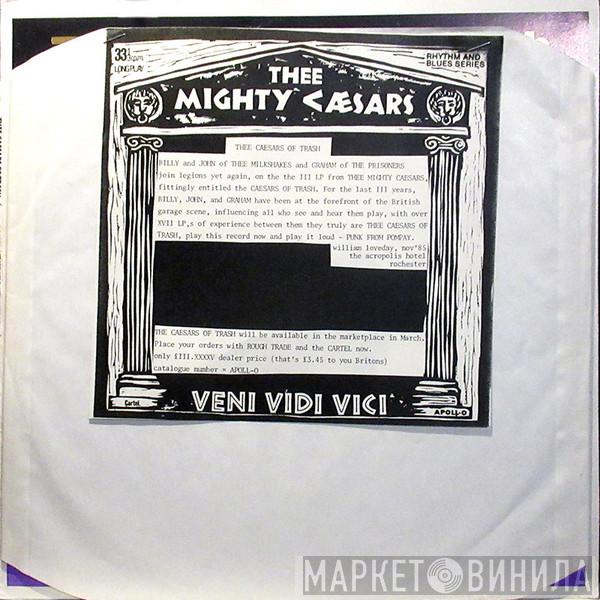 33⅓ rpm
LONGPLAY
RHYTHM AND
BLUES SERIES
THEE
MIGHTY CÆSARS
THEE CAESARS OF TRASH
BILLY and JOHN of THEE MILKSHAKES and GRAHAM of THE PRISONERS
join legions yet again, on the the III LP from THEE MIGHTY CAESARS,
fittingly entitled the CAESARS OF TRASH. For the last III years,
BILLY, JOHN, and GRAHAM have been at the forefront of the British
garage scene, influencing all who see and hear them play, with over
XVII LP,s of experience between them they truly are THEE CAESARS OF
TRASH, play this record now and play it loud - PUNK FROM POMPAY.
william loveday, nov'85
the acropolis hotel
rochester
THE CAESARS OF TRASH will be available in the marketplace in March.
Place your orders with ROUGH TRADE and the CARTEL now.
only £III.XXXXV dealer price (that's £3.45 to you Britons)
catalogue number = APOLL-O
Cartel
VENI VIDI VICI
APOLL-O
МАРКЕТ ВИНИЛА